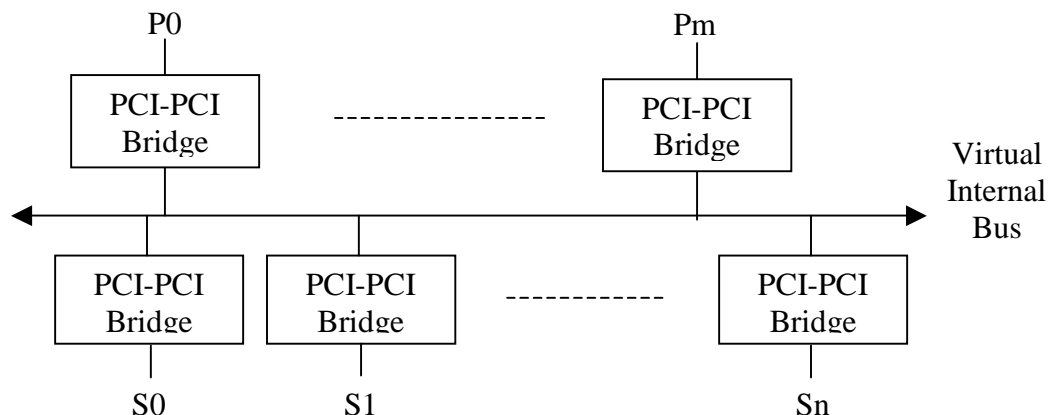 P0
Pm
PCI-PCI
Bridge
PCI-PCI
Bridge
Virtual
Internal
Bus
PCI-PCI
Bridge
PCI-PCI
Bridge
PCI-PCI
Bridge
S0
S1
Sn